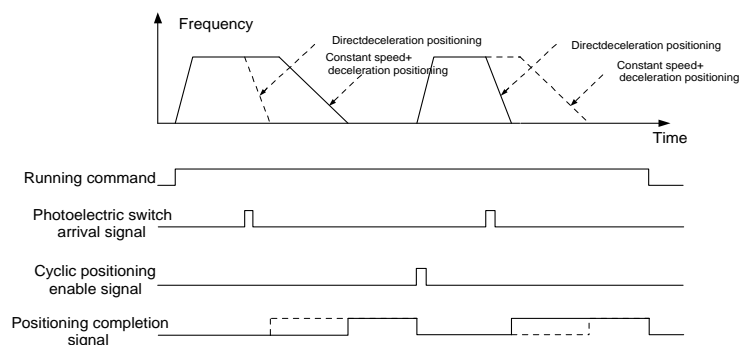 Frequency
Directdeceleration positioning
Constant speed+
deceleration positioning
Directdeceleration positioning
Constant speed+
deceleration positioning
Time
Running command
Photoelectric switch
arrival signal
Cyclic positioning
enable signal
Positioning completion
signal